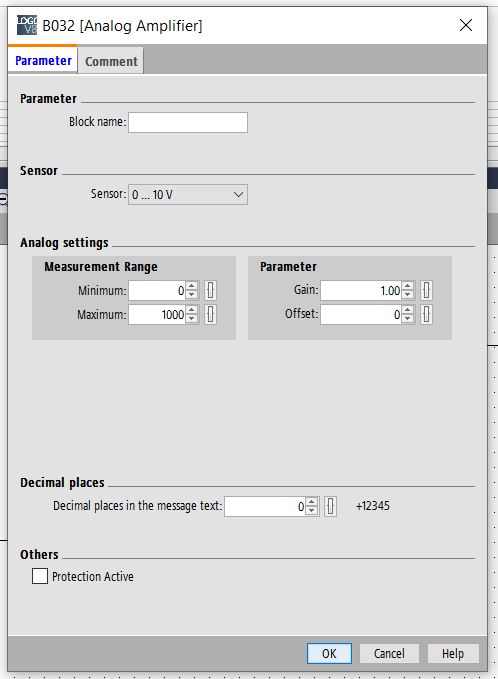 LOGO V8 B032 [Analog Amplifier]
Parameter Comment
Parameter
Block name:
Sensor
Sensor: 0 ... 10 V
Analog settings
Measurement Range Parameter
Minimum: 0 Gain: 1.00
Maximum: 1000 Offset: 0
Decimal places
Decimal places in the message text: 0 +12345
Others
Protection Active
OK Cancel Help